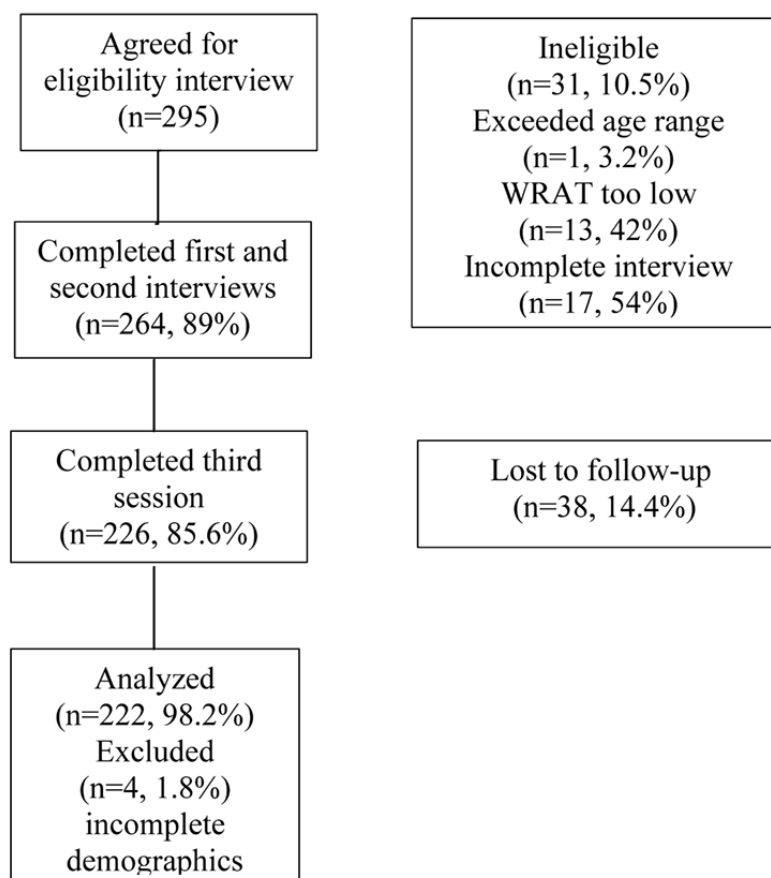 Agreed for
eligibility interview
(n=295)
Ineligible
(n=31, 10.5%)
Exceeded age range
(n=1, 3.2%)
WRAT too low
(n=13, 42%)
Incomplete interview
(n=17, 54%)
Completed first and
second interviews
(n=264, 89%)
Completed third
session
(n=226, 85.6%)
Lost to follow-up
(n=38, 14.4%)
Analyzed
(n=222, 98.2%)
Excluded
(n=4, 1.8%)
incomplete
demographics